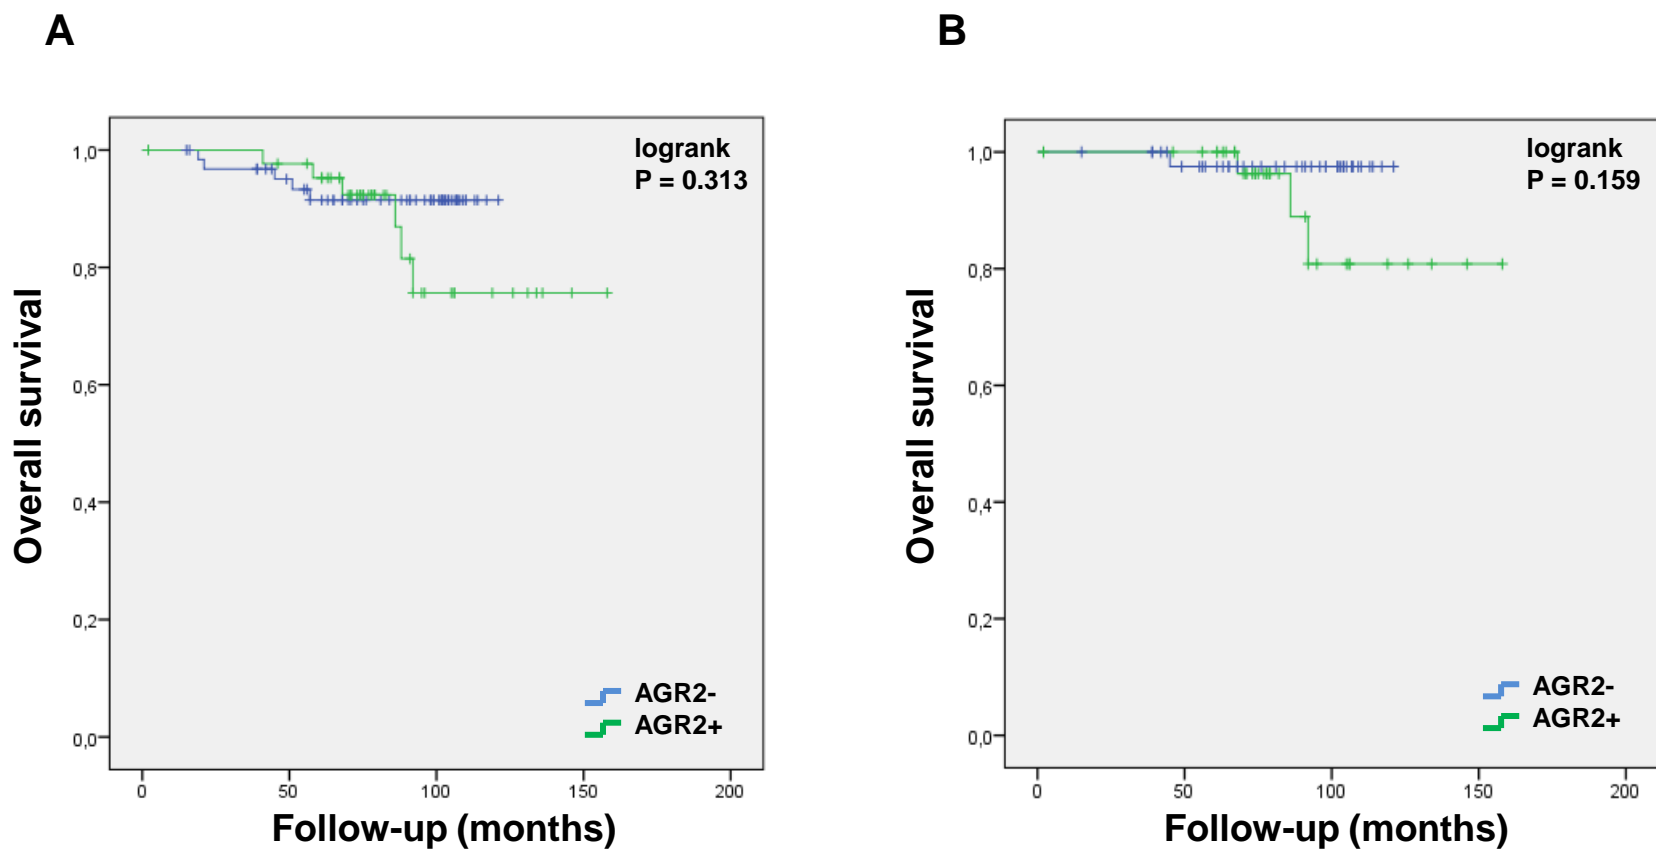 A
logrank
P = 0.313
1,0
0,8
0,6
0,4
0,2
0,0
Overall survival
AGR2-
AGR2+
0 50 100 150 200
Follow-up (months)
B
logrank
P = 0.159
1,0
0,8
0,6
0,4
0,2
0,0
Overall survival
AGR2-
AGR2+
0 50 100 150 200
Follow-up (months)